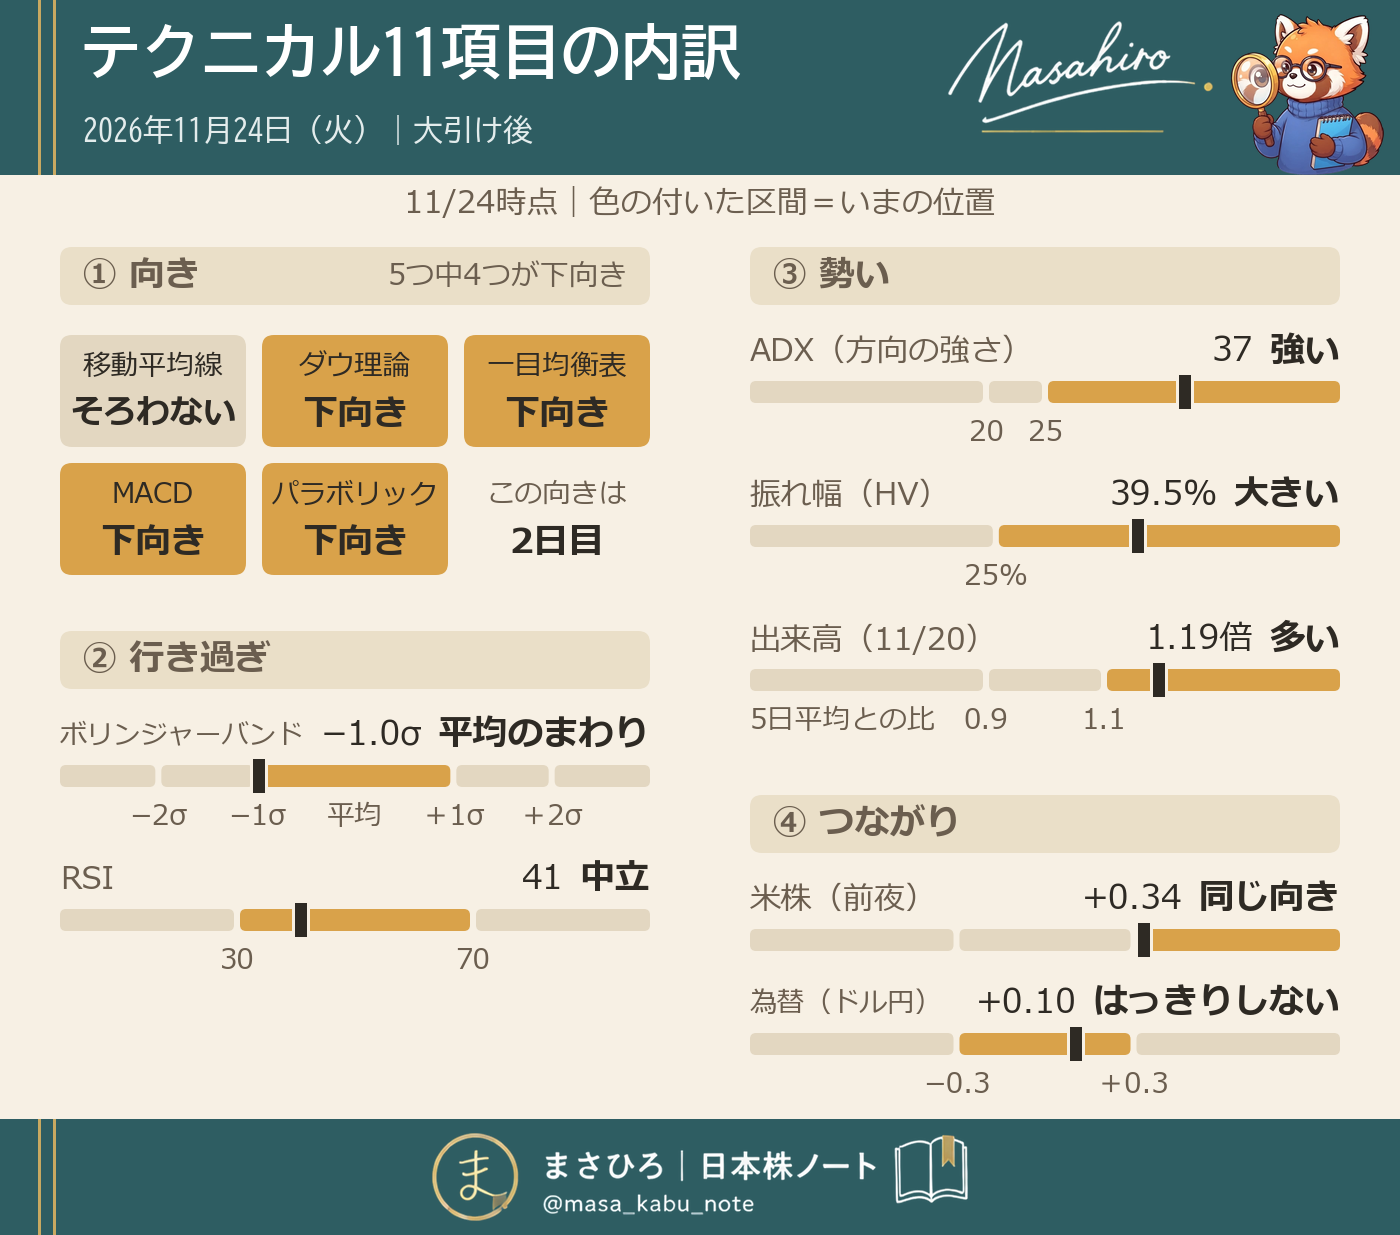 テクニカル11項目の内訳
2026年11月24日（火）｜大引け後
Masahiro
11/24時点｜色の付いた区間＝いまの位置
① 向き 5つ中4つが下向き
移動平均線
そろわない
ダウ理論
下向き
一目均衡表
下向き
MACD
下向き
パラボリック
下向き
この向きは
2日目
② 行き過ぎ
ボリンジャーバンド −1.0σ 平均のまわり
−2σ −1σ 平均 +1σ +2σ
RSI 41 中立
30 70
③ 勢い
ADX（方向の強さ） 37 強い
20 25
振れ幅（HV） 39.5% 大きい
25%
出来高（11/20） 1.19倍 多い
5日平均との比 0.9 1.1
④ つながり
米株（前夜） +0.34 同じ向き
為替（ドル円） +0.10 はっきりしない
−0.3 +0.3
ま
まさひろ｜日本株ノート
@masa_kabu_note